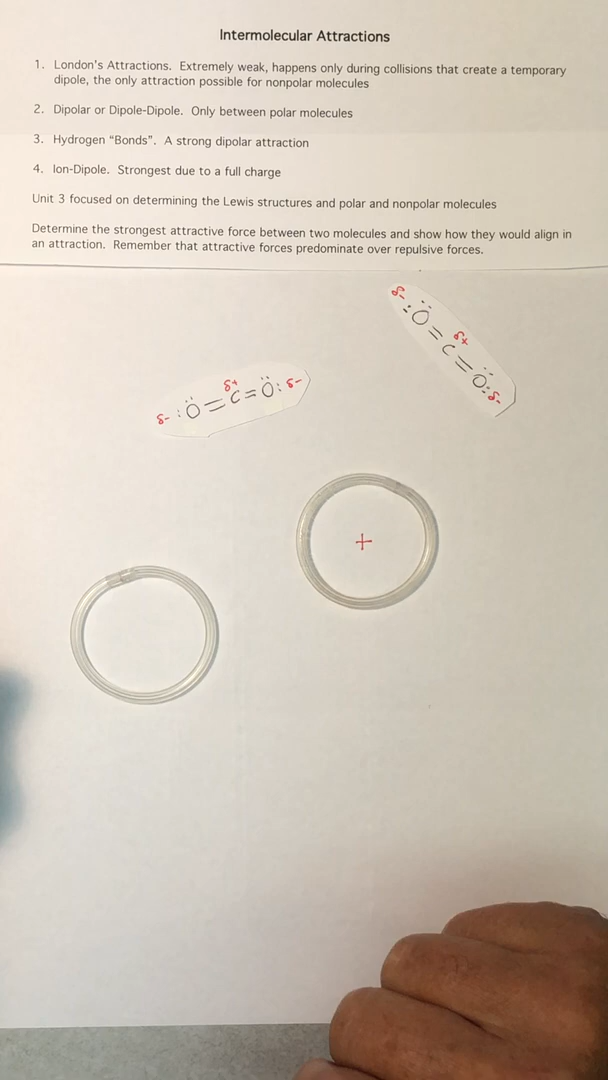 Intermolecular Attractions
1. London's Attractions. Extremely weak, happens only during collisions that create a temporary
dipole, the only attraction possible for nonpolar molecules
2. Dipolar or Dipole-Dipole. Only between polar molecules
3. Hydrogen “Bonds”. A strong dipolar attraction
4. Ion-Dipole. Strongest due to a full charge
Unit 3 focused on determining the Lewis structures and polar and nonpolar molecules
Determine the strongest attractive force between two molecules and show how they would align in
an attraction. Remember that attractive forces predominate over repulsive forces.
δ- :Ö=C=Ö: δ-
δ+
δ- :Ö=C=Ö: δ-
δ+
+